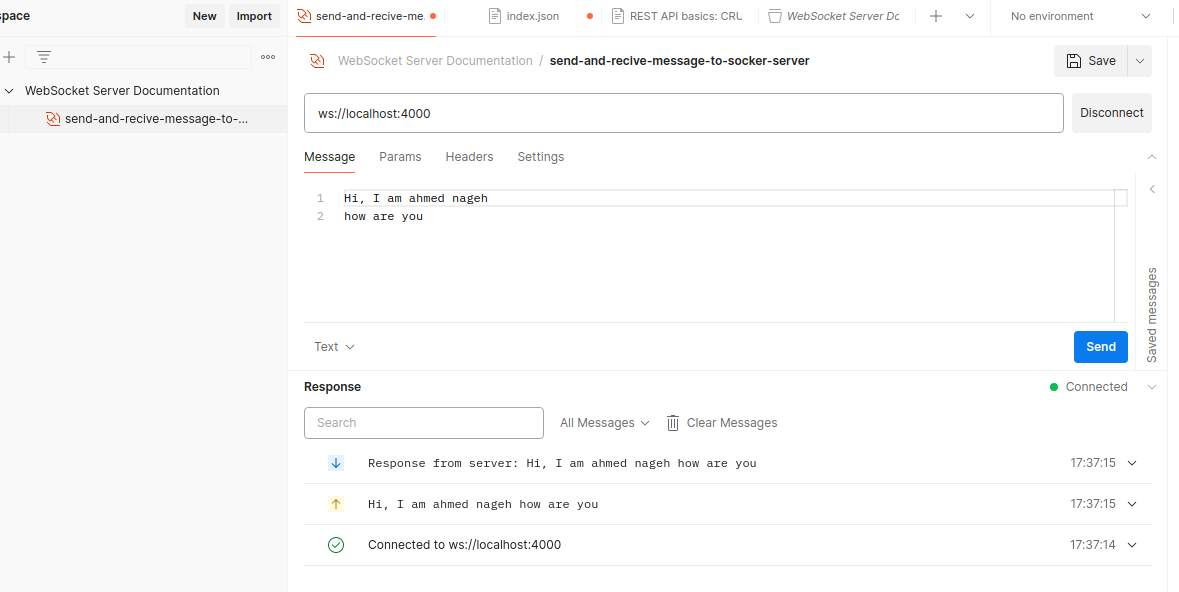 space
New
Import
send-and-recive-me.
index.json
REST API basics: CRU
WebSocket Server Do
No environment
WebSocket Server Documentation
send-and-recive-message-to-...
WebSocket Server Documentation / send-and-recive-message-to-socker-server
Save
ws://localhost:4000
Disconnect
Message
Params
Headers
Settings
1 Hi, I am ahmed nageh
2 how are you
Saved messages
Text
Send
Response
Connected
Search
All Messages
Clear Messages
Response from server: Hi, I am ahmed nageh how are you 17:37:15
Hi, I am ahmed nageh how are you 17:37:15
Connected to ws://localhost:4000 17:37:14